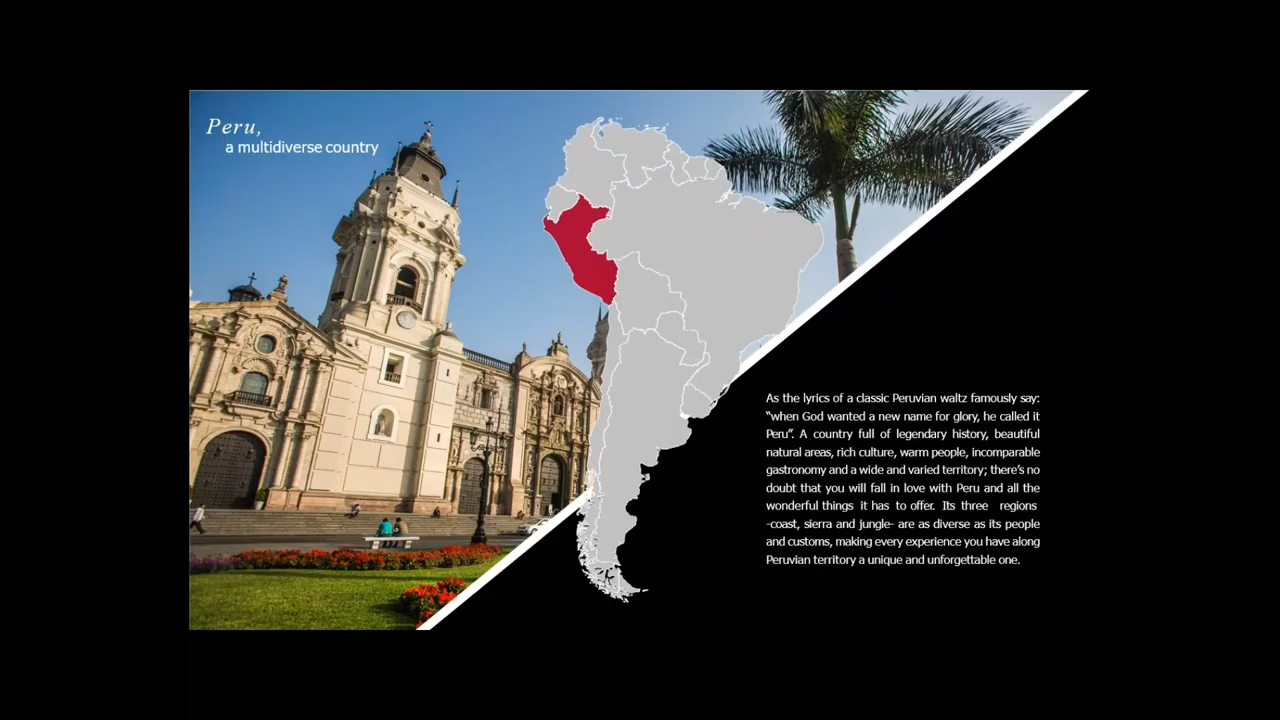 Peru,
a multidiverse country
As the lyrics of a classic Peruvian waltz famously say:
“when God wanted a new name for glory, he called it
Peru”. A country full of legendary history, beautiful
natural areas, rich culture, warm people, incomparable
gastronomy and a wide and varied territory; there’s no
doubt that you will fall in love with Peru and all the
wonderful things it has to offer. Its three regions
-coast, sierra and jungle- are as diverse as its people
and customs, making every experience you have along
Peruvian territory a unique and unforgettable one.